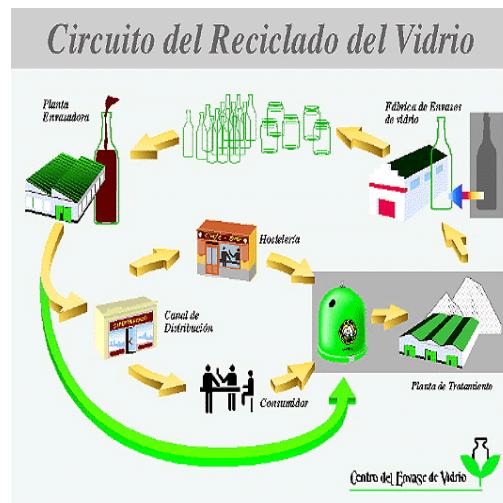 Circuito del Reciclado del Vidrio
Planta
Envasadora
Fábrica de Envases
de vidrio
Hostelería
Canal de
Distribución
Consumidor
Planta de Tratamiento
Centro del Envase de Vidrio